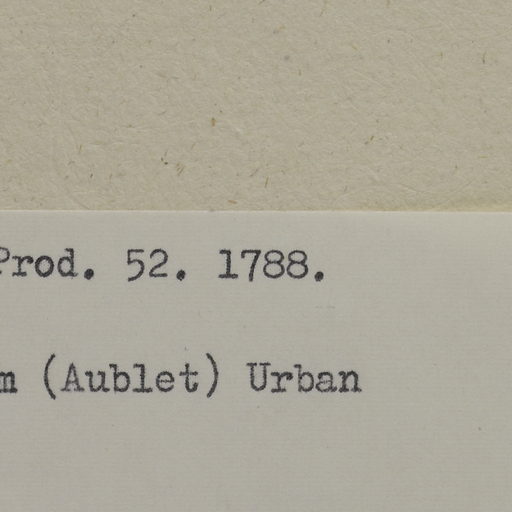 Prod. 52. 1788.
m (Aublet) Urban